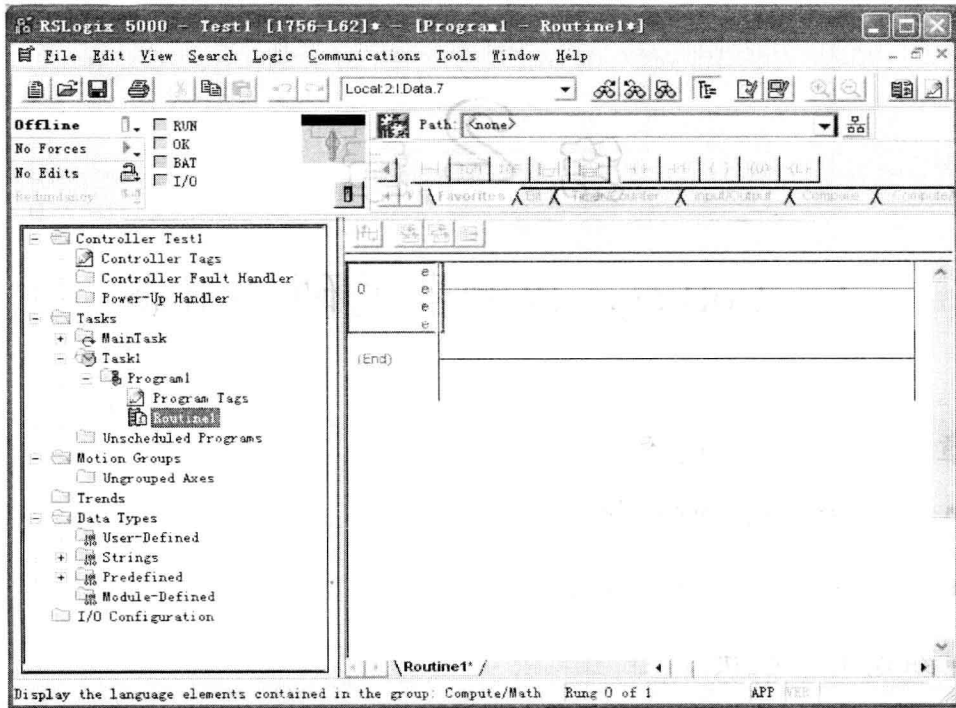 RSLogix 5000 - Test1 [1756-L62]* - [Program1 - Routine1*]
File Edit View Search Logic Communications Tools Window Help
Local:2:I.Data.7
Offline
RUN
Path: <none>
No Forces
OK
No Edits
BAT
Redundancy
I/O
Favorites Bit Timer/Counter Input/Output Compare
Controller Test1
Controller Tags
Controller Fault Handler
Power-Up Handler
Tasks
MainTask
Task1
Program1
Program Tags
Routine1
Unscheduled Programs
Motion Groups
Ungrouped Axes
Trends
Data Types
User-Defined
Strings
Predefined
Module-Defined
I/O Configuration
e
0 e
e
e
(End)
Routine1*
Display the language elements contained in the group: Compute/Math Rung 0 of 1 APP